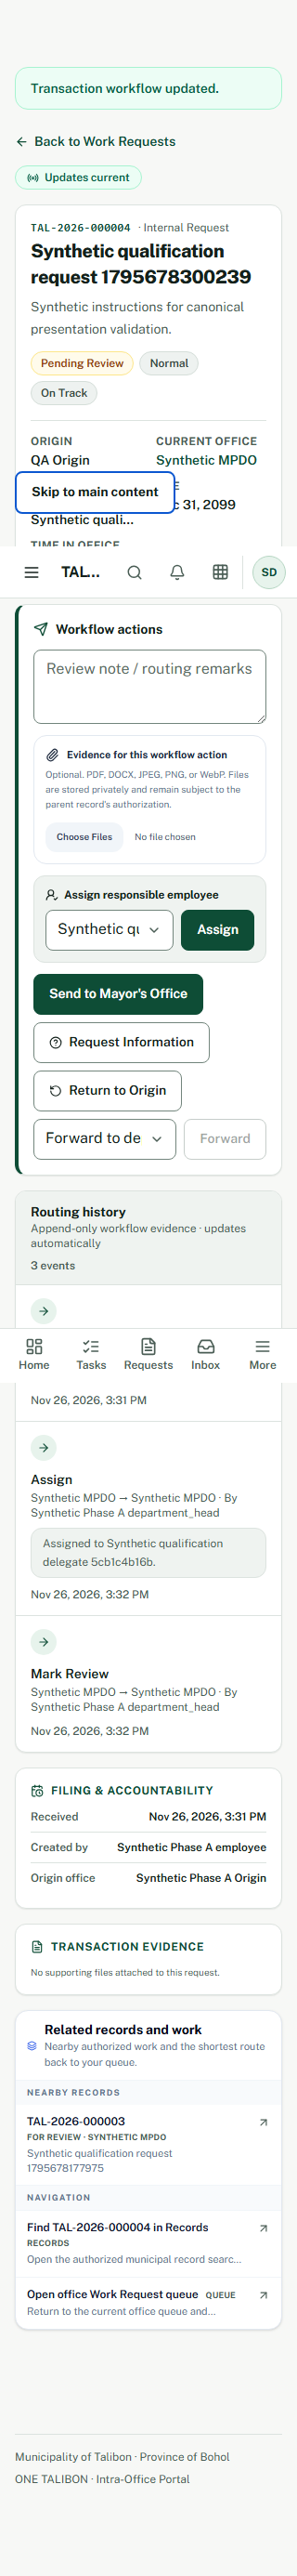 Transaction workflow updated.
Back to Work Requests
Updates current
TAL-2026-000004 · Internal Request
Synthetic qualification
request 1795678300239
Synthetic instructions for canonical
presentation validation.
Pending Review
Normal
On Track
ORIGIN
CURRENT OFFICE
QA Origin
Synthetic MPDO
Skip to main content
31, 2099
Synthetic quali...
TIME IN OFFICE
TAL...
SD
Workflow actions
Review note / routing remarks
Evidence for this workflow action
Optional. PDF, DOCX, JPEG, PNG, or WebP. Files
are stored privately and remain subject to the
parent record's authorization.
Choose Files
No file chosen
Assign responsible employee
Synthetic qu
Assign
Send to Mayor's Office
Request Information
Return to Origin
Forward to de
Forward
Routing history
Append-only workflow evidence · updates
automatically
3 events
Home
Tasks
Requests
Inbox
More
Nov 26, 2026, 3:31 PM
Assign
Synthetic MPDO → Synthetic MPDO · By
Synthetic Phase A department_head
Assigned to Synthetic qualification
delegate 5cb1c4b16b.
Nov 26, 2026, 3:32 PM
Mark Review
Synthetic MPDO → Synthetic MPDO · By
Synthetic Phase A department_head
Nov 26, 2026, 3:32 PM
FILING & ACCOUNTABILITY
Received
Nov 26, 2026, 3:31 PM
Created by
Synthetic Phase A employee
Origin office
Synthetic Phase A Origin
TRANSACTION EVIDENCE
No supporting files attached to this request.
Related records and work
Nearby authorized work and the shortest route
back to your queue.
NEARBY RECORDS
TAL-2026-000003
FOR REVIEW · SYNTHETIC MPDO
Synthetic qualification request
1795678177975
NAVIGATION
Find TAL-2026-000004 in Records
RECORDS
Open the authorized municipal record searc...
Open office Work Request queue QUEUE
Return to the current office queue and...
Municipality of Talibon · Province of Bohol
ONE TALIBON · Intra-Office Portal